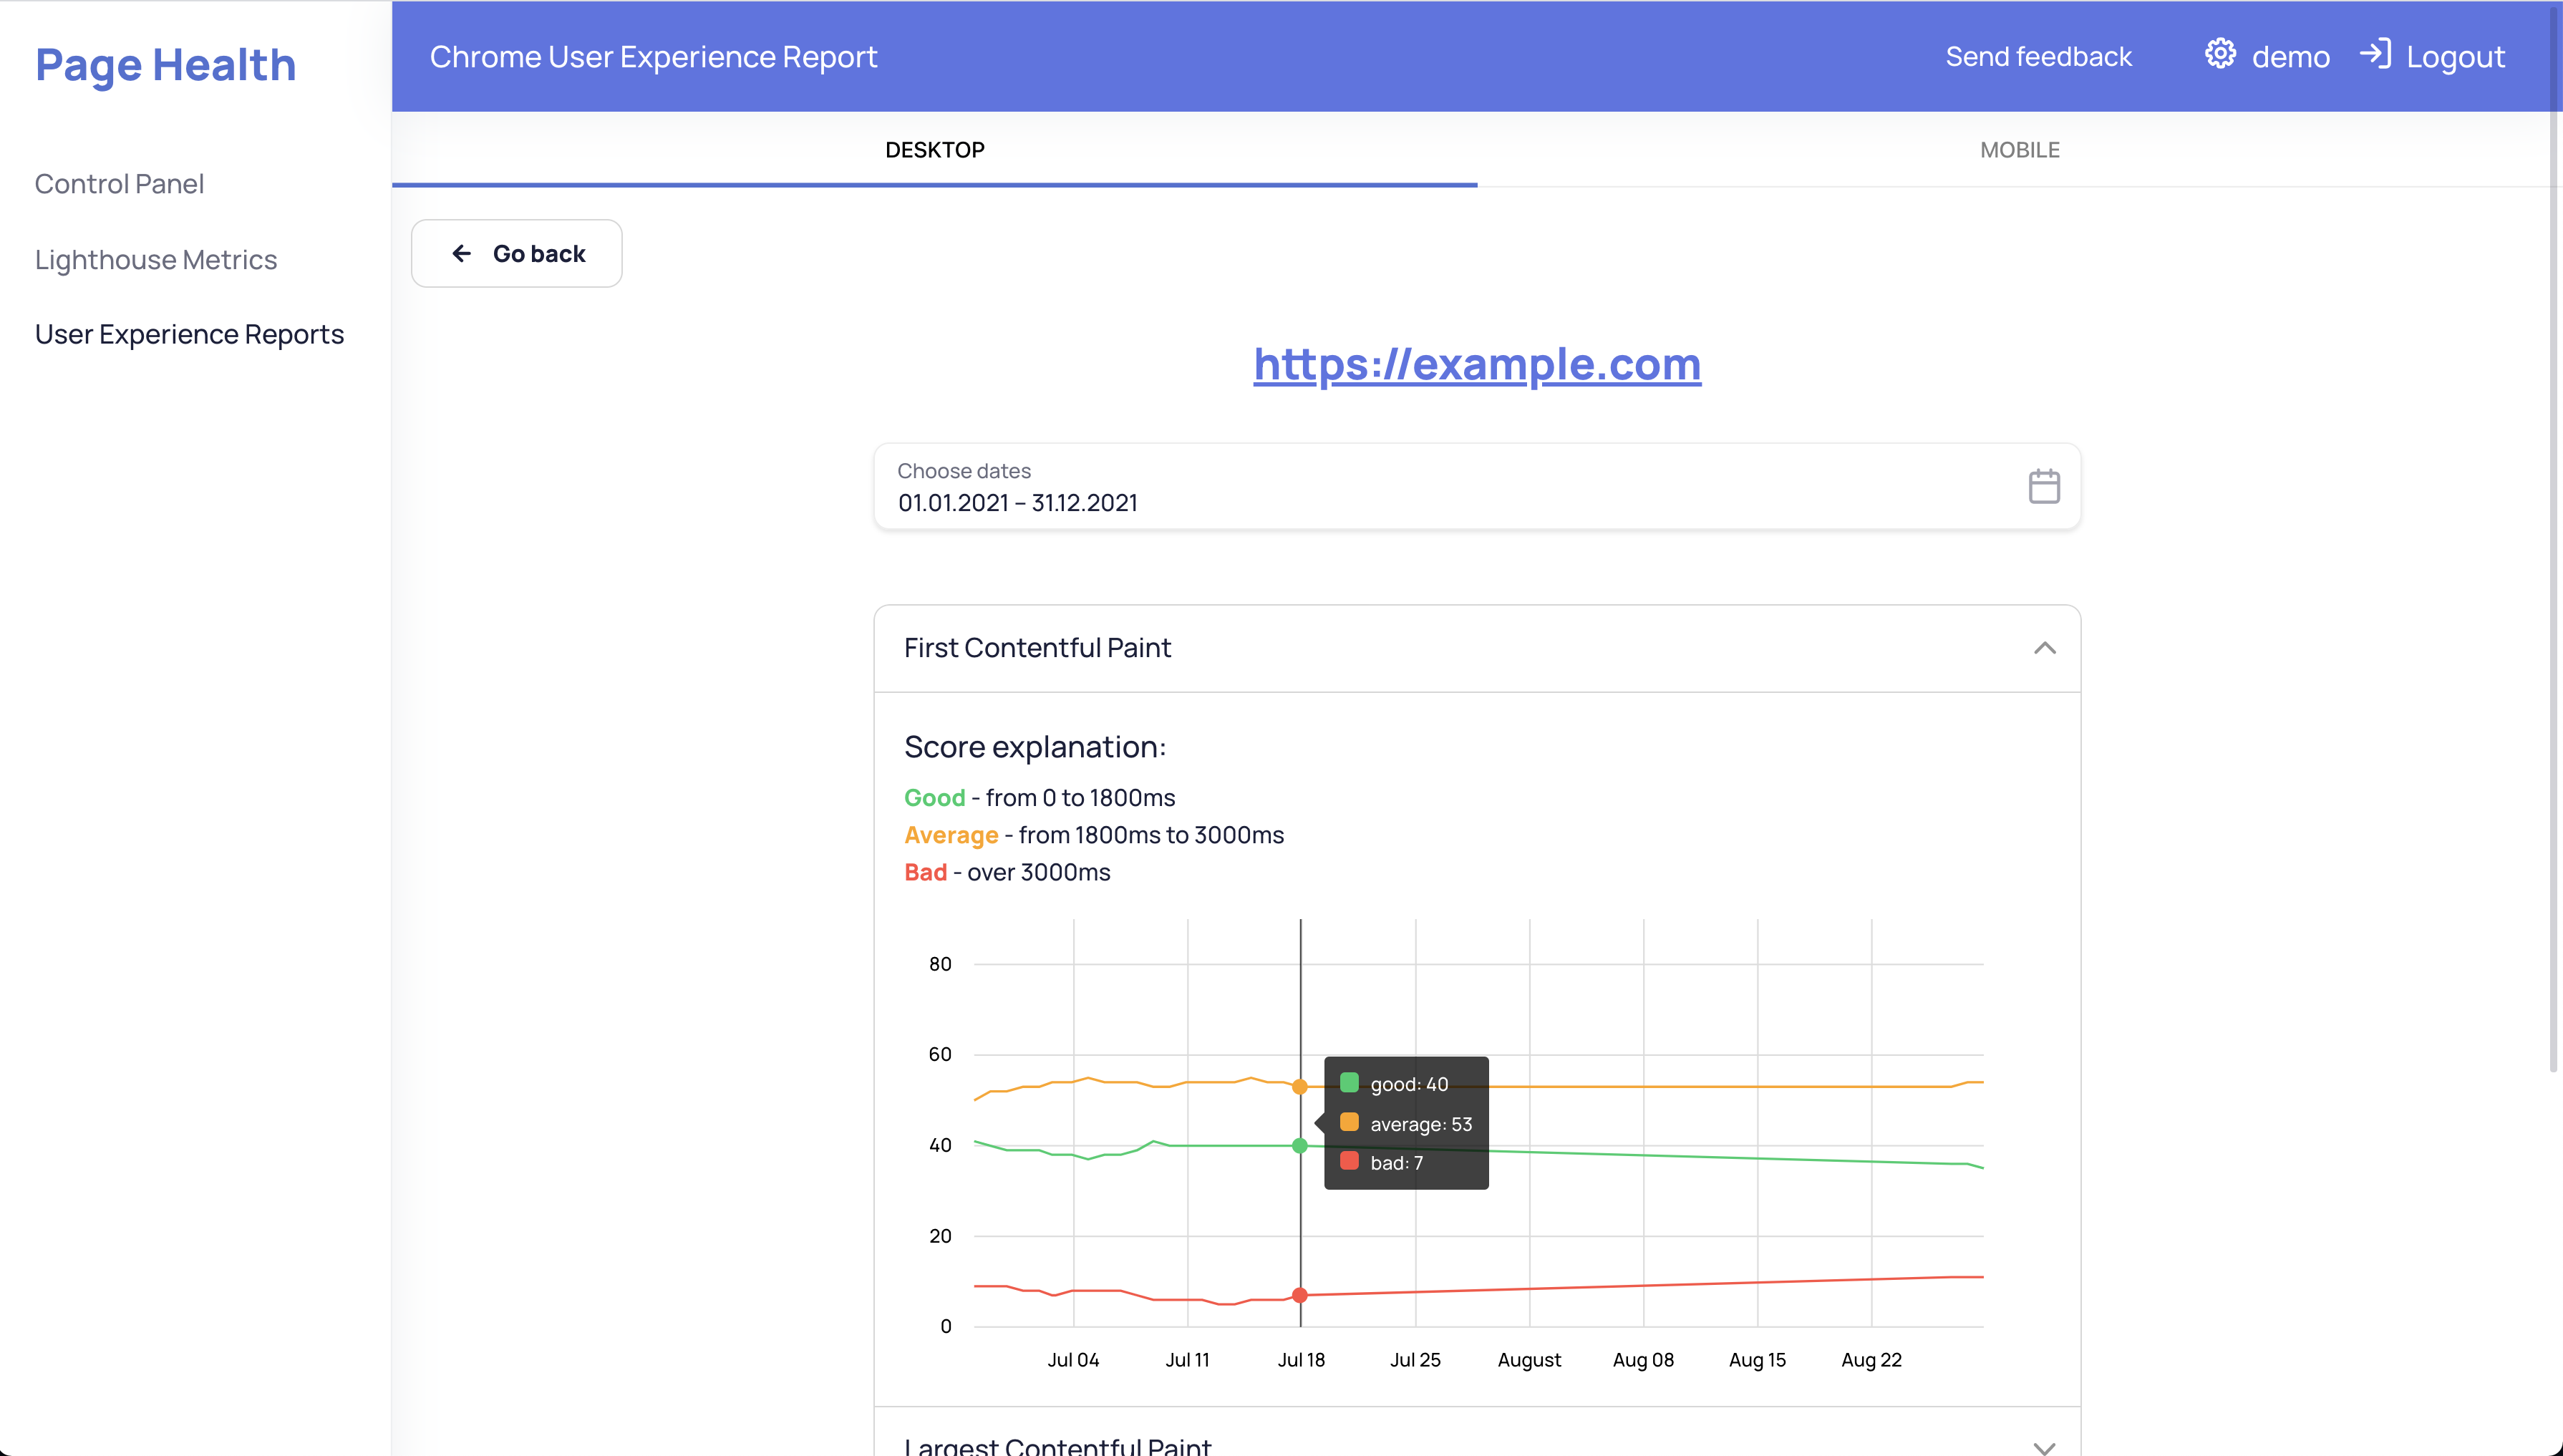 Page Health
Control Panel
Lighthouse Metrics
User Experience Reports
Chrome User Experience Report
Send feedback
demo
Logout
DESKTOP
MOBILE
Go back
https://example.com
Choose dates
01.01.2021 – 31.12.2021
First Contentful Paint
Score explanation:
Good - from 0 to 1800ms
Average - from 1800ms to 3000ms
Bad - over 3000ms
80
60
40
20
0
good: 40
average: 53
bad: 7
Jul 04
Jul 11
Jul 18
Jul 25
August
Aug 08
Aug 15
Aug 22
Largest Contentful Paint